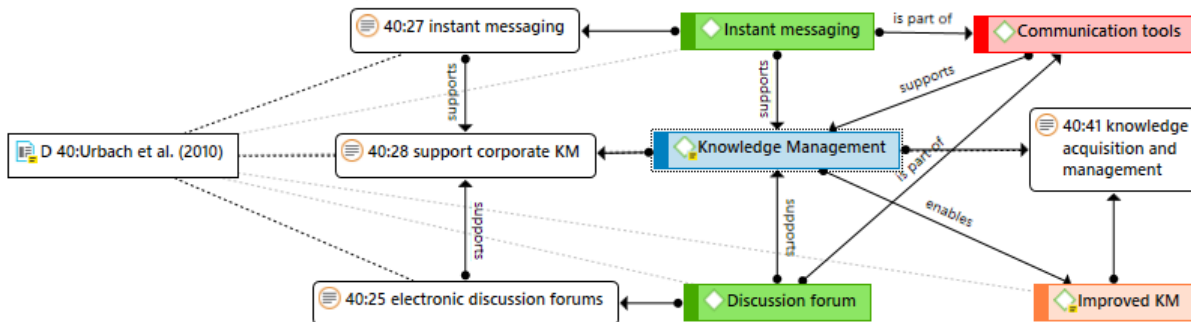 40:27 instant messaging
Instant messaging
is part of
Communication tools
supports
supports
supports
D 40:Urbach et al. (2010)
40:28 support corporate KM
Knowledge Management
40:41 knowledge
acquisition and
management
is part of
enables
supports
supports
40:25 electronic discussion forums
Discussion forum
Improved KM